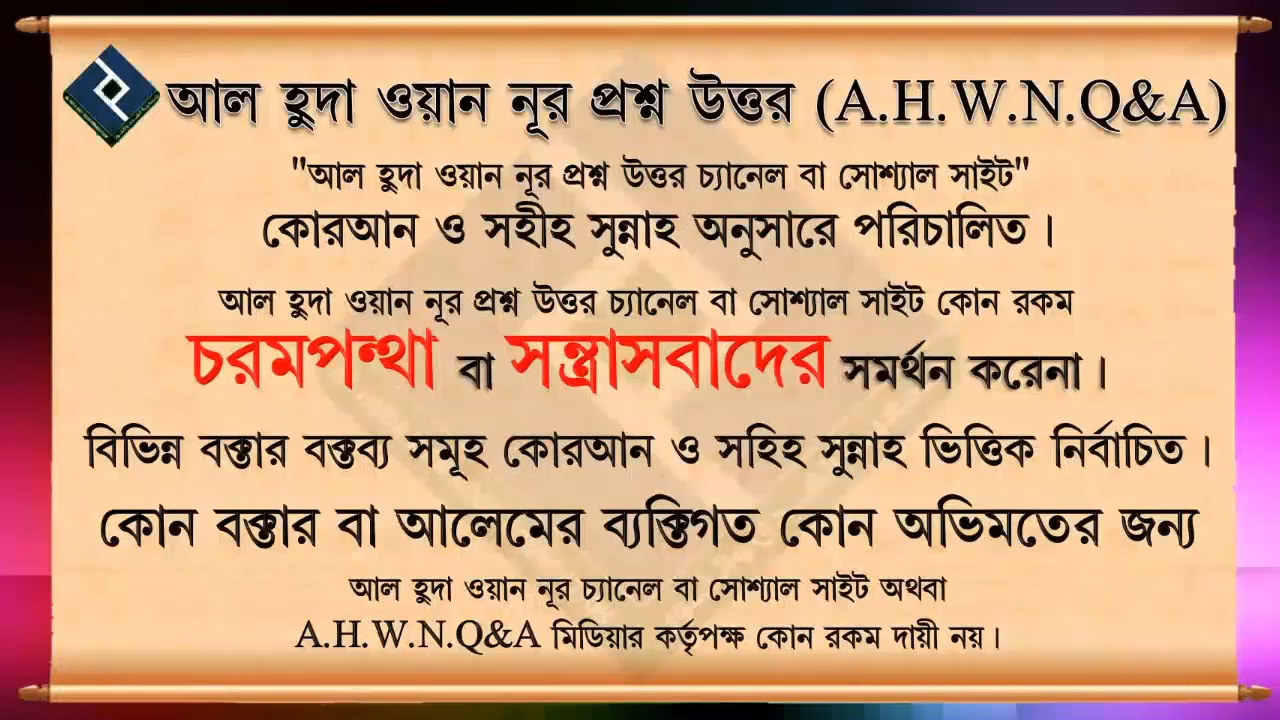 আল হুদা ওয়ান নূর প্রশ্ন উত্তর (A.H.W.N.Q&A)
"আল হুদা ওয়ান নূর প্রশ্ন উত্তর চ্যানেল বা সোশ্যাল সাইট"
কোরআন ও সহীহ সুন্নাহ অনুসারে পরিচালিত।
আল হুদা ওয়ান নূর প্রশ্ন উত্তর চ্যানেল বা সোশ্যাল সাইট কোন রকম
চরমপন্থা বা সন্ত্রাসবাদের সমর্থন করেনা।
বিভিন্ন বক্তার বক্তব্য সমূহ কোরআন ও সহিহ সুন্নাহ ভিত্তিক নির্বাচিত।
কোন বক্তার বা আলেমের ব্যক্তিগত কোন অভিমতের জন্য
আল হুদা ওয়ান নূর চ্যানেল বা সোশ্যাল সাইট অথবা
A.H.W.N.Q&A মিডিয়ার কর্তৃপক্ষ কোন রকম দায়ী নয়।